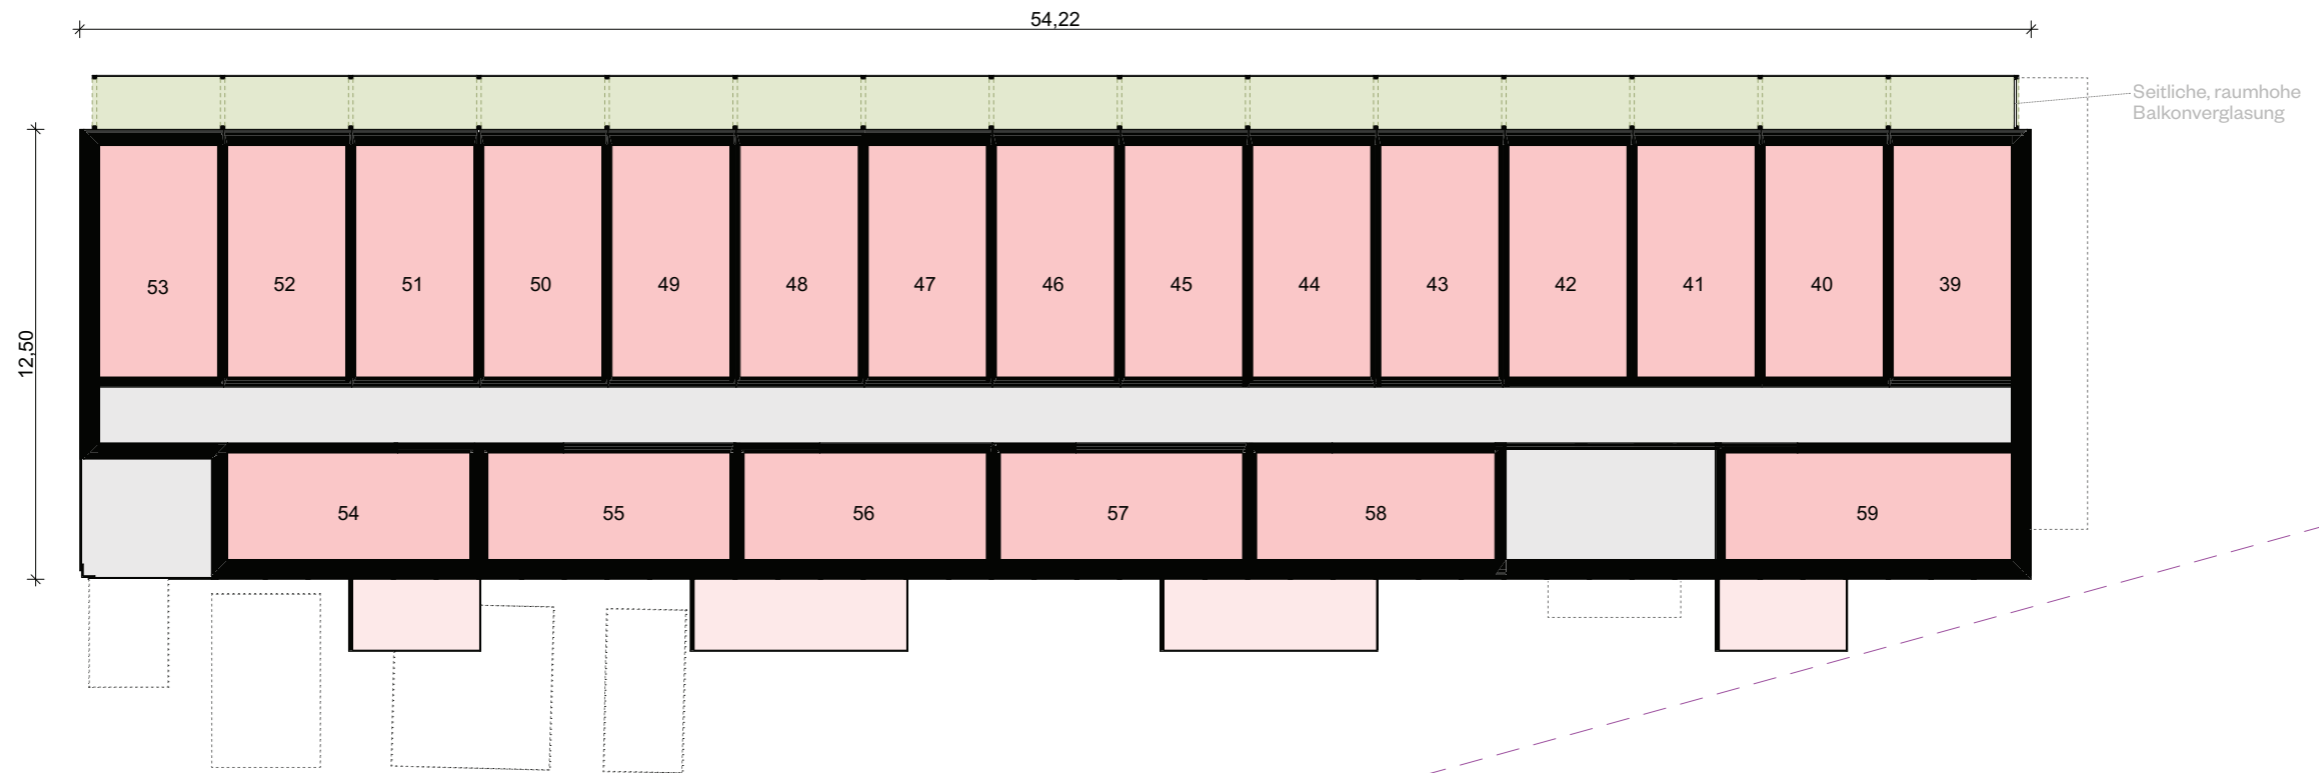 54,22
Seitliche, raumhohe
Balkonverglasung
12,50
53 52 51 50 49 48 47 46 45 44 43 42 41 40 39
54 55 56 57 58 59